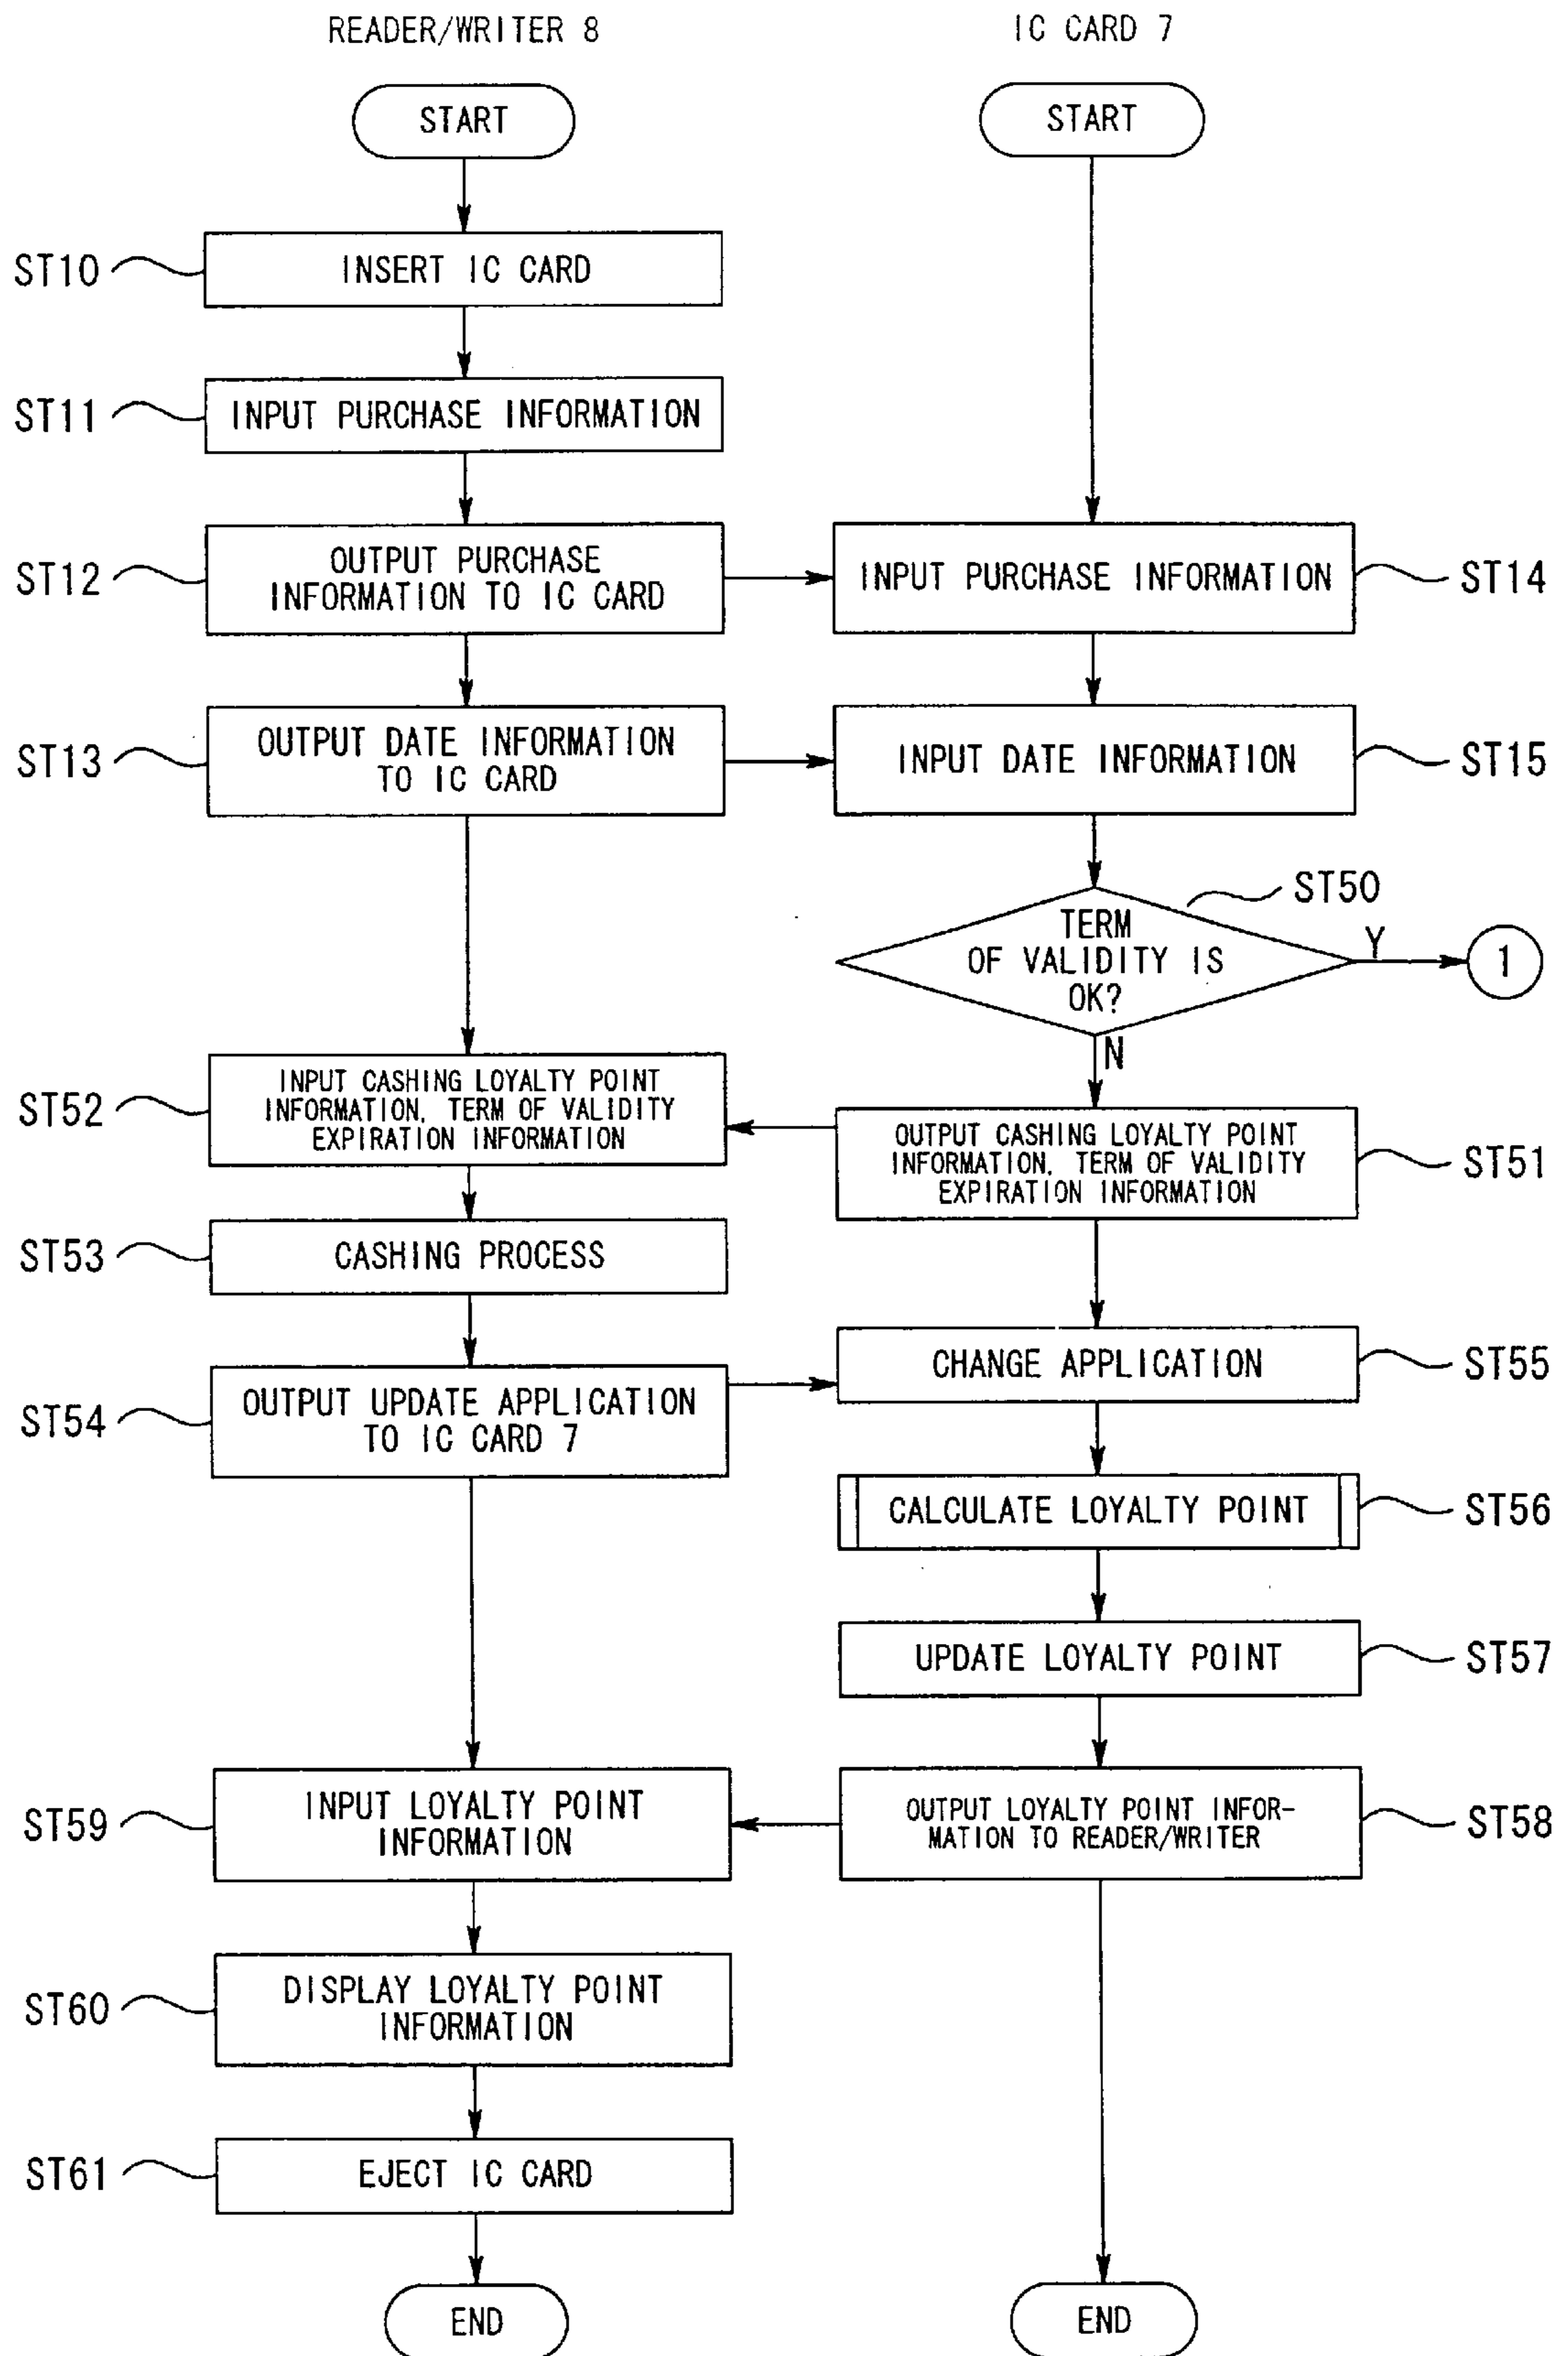 READER/WRITER 8
IC CARD 7
START
START
ST10
INSERT IC CARD
ST11
INPUT PURCHASE INFORMATION
ST12
OUTPUT PURCHASE
INFORMATION TO IC CARD
INPUT PURCHASE INFORMATION
ST14
ST13
OUTPUT DATE INFORMATION
TO IC CARD
INPUT DATE INFORMATION
ST15
ST50
TERM
OF VALIDITY IS
OK?
Y
1
N
ST52
INPUT CASHING LOYALTY POINT
INFORMATION, TERM OF VALIDITY
EXPIRATION INFORMATION
OUTPUT CASHING LOYALTY POINT
INFORMATION, TERM OF VALIDITY
EXPIRATION INFORMATION
ST51
ST53
CASHING PROCESS
CHANGE APPLICATION
ST55
ST54
OUTPUT UPDATE APPLICATION
TO IC CARD 7
CALCULATE LOYALTY POINT
ST56
UPDATE LOYALTY POINT
ST57
ST59
INPUT LOYALTY POINT
INFORMATION
OUTPUT LOYALTY POINT INFOR-
MATION TO READER/WRITER
ST58
ST60
DISPLAY LOYALTY POINT
INFORMATION
ST61
EJECT IC CARD
END
END